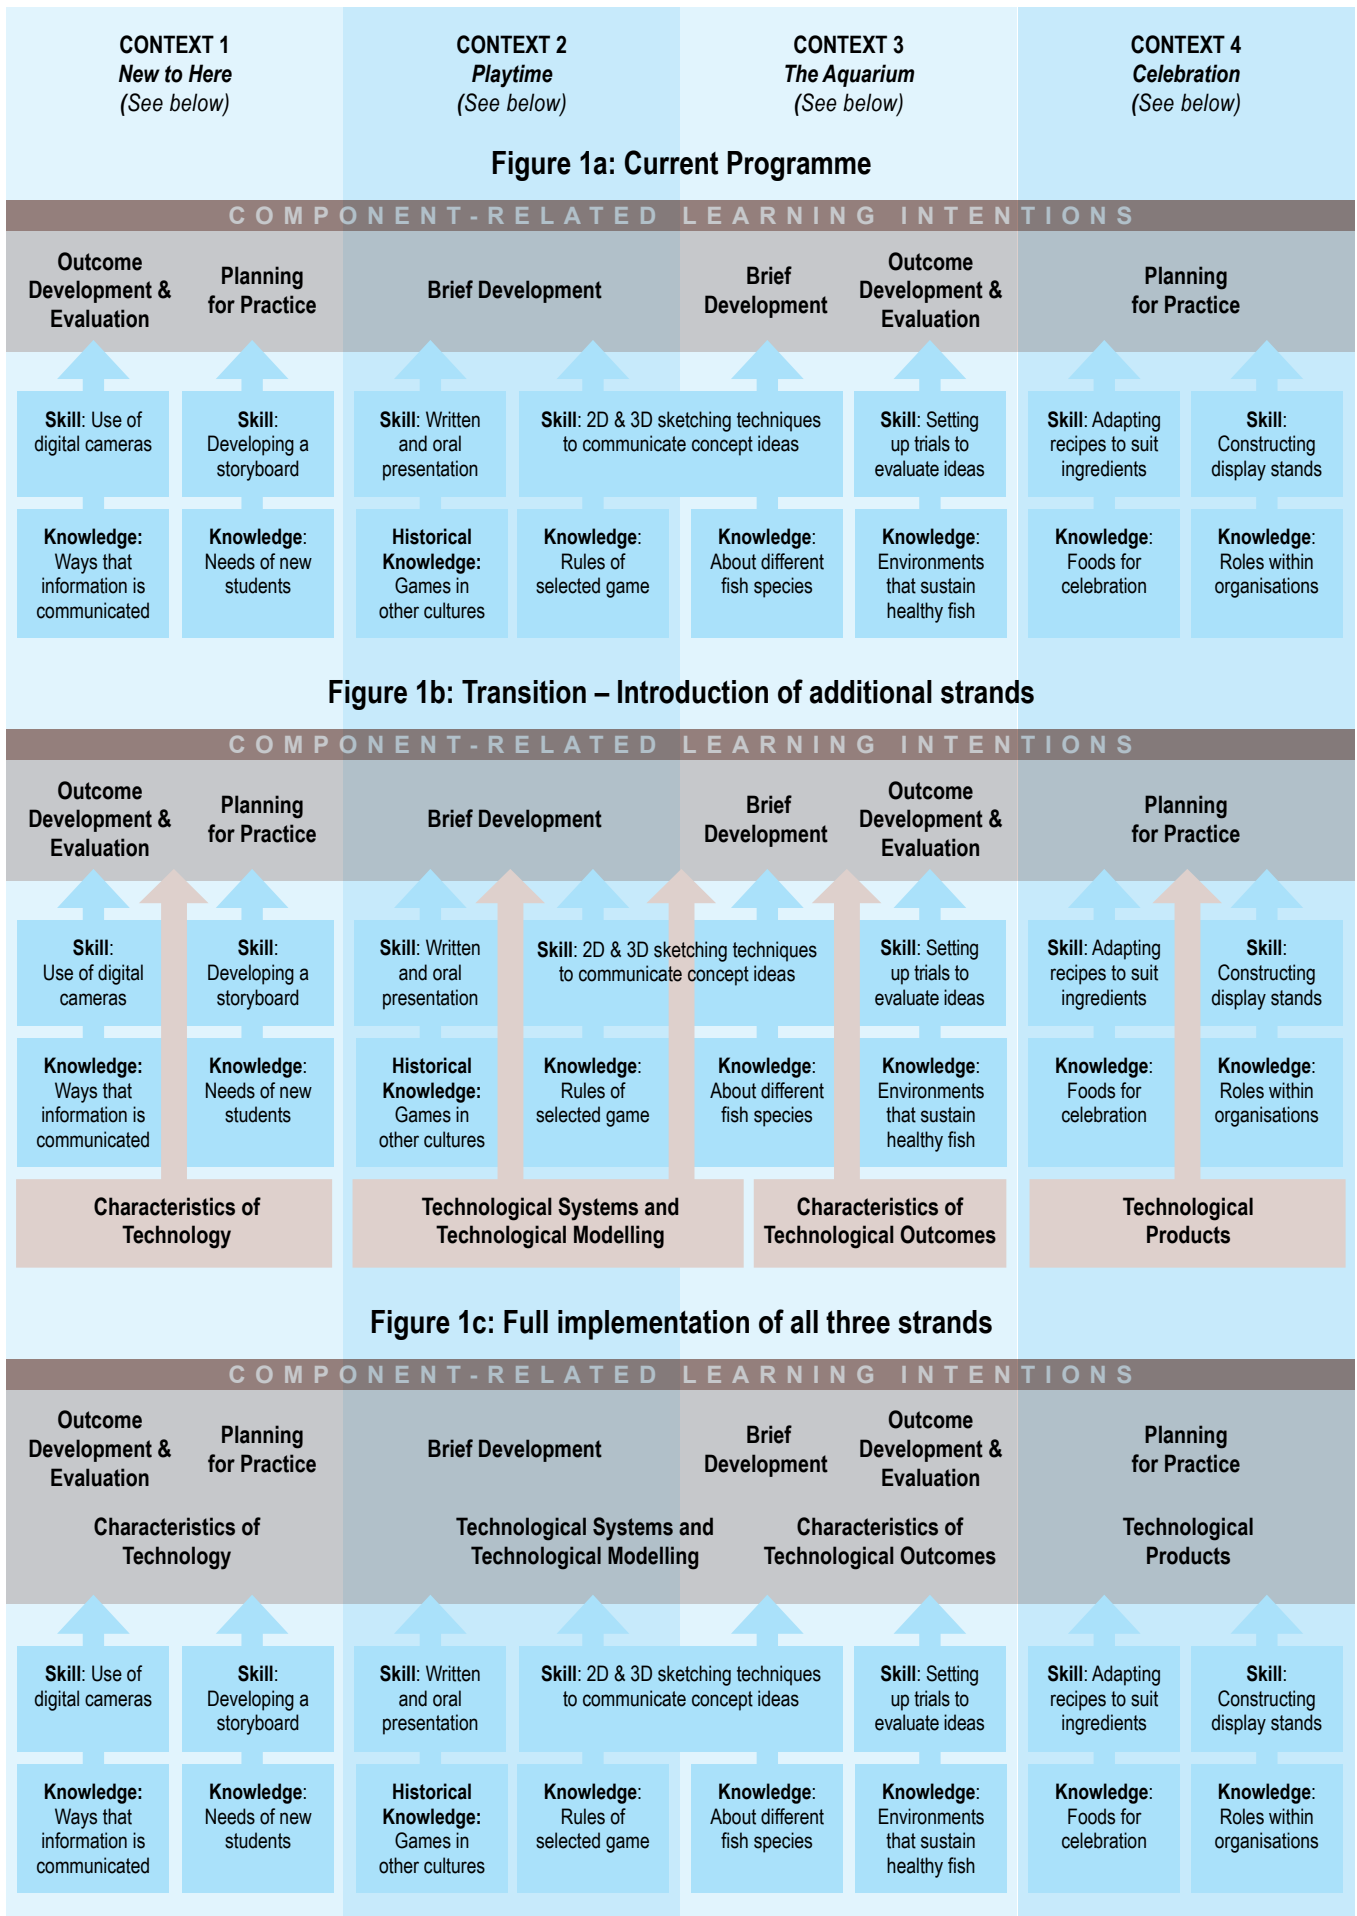 CONTEXT 1
New to Here
(See below)
CONTEXT 2
Playtime
(See below)
CONTEXT 3
The Aquarium
(See below)
CONTEXT 4
Celebration
(See below)
Figure 1a: Current Programme
COMPONENT-RELATED LEARNING INTENTIONS
Outcome
Development &
Evaluation
Planning
for Practice
Brief Development
Brief
Development
Outcome
Development &
Evaluation
Planning
for Practice
Skill: Use of
digital cameras
Skill:
Developing a
storyboard
Skill: Written
and oral
presentation
Skill: 2D & 3D sketching techniques
to communicate concept ideas
Skill: Setting
up trials to
evaluate ideas
Skill: Adapting
recipes to suit
ingredients
Skill:
Constructing
display stands
Knowledge:
Ways that
information is
communicated
Knowledge:
Needs of new
students
Historical
Knowledge:
Games in
other cultures
Knowledge:
Rules of
selected game
Knowledge:
About different
fish species
Knowledge:
Environments
that sustain
healthy fish
Knowledge:
Foods for
celebration
Knowledge:
Roles within
organisations
Figure 1b: Transition – Introduction of additional strands
COMPONENT-RELATED LEARNING INTENTIONS
Outcome
Development &
Evaluation
Planning
for Practice
Brief Development
Brief
Development
Outcome
Development &
Evaluation
Planning
for Practice
Skill:
Use of digital
cameras
Skill:
Developing a
storyboard
Skill: Written
and oral
presentation
Skill: 2D & 3D sketching techniques
to communicate concept ideas
Skill: Setting
up trials to
evaluate ideas
Skill: Adapting
recipes to suit
ingredients
Skill:
Constructing
display stands
Knowledge:
Ways that
information is
communicated
Knowledge:
Needs of new
students
Historical
Knowledge:
Games in
other cultures
Knowledge:
Rules of
selected game
Knowledge:
About different
fish species
Knowledge:
Environments
that sustain
healthy fish
Knowledge:
Foods for
celebration
Knowledge:
Roles within
organisations
Characteristics of
Technology
Technological Systems and
Technological Modelling
Characteristics of
Technological Outcomes
Technological
Products
Figure 1c: Full implementation of all three strands
COMPONENT-RELATED LEARNING INTENTIONS
Outcome
Development &
Evaluation
Planning
for Practice
Brief Development
Brief
Development
Outcome
Development &
Evaluation
Planning
for Practice
Characteristics of
Technology
Technological Systems and
Technological Modelling
Characteristics of
Technological Outcomes
Technological
Products
Skill: Use of
digital cameras
Skill:
Developing a
storyboard
Skill: Written
and oral
presentation
Skill: 2D & 3D sketching techniques
to communicate concept ideas
Skill: Setting
up trials to
evaluate ideas
Skill: Adapting
recipes to suit
ingredients
Skill:
Constructing
display stands
Knowledge:
Ways that
information is
communicated
Knowledge:
Needs of new
students
Historical
Knowledge:
Games in
other cultures
Knowledge:
Rules of
selected game
Knowledge:
About different
fish species
Knowledge:
Environments
that sustain
healthy fish
Knowledge:
Foods for
celebration
Knowledge:
Roles within
organisations